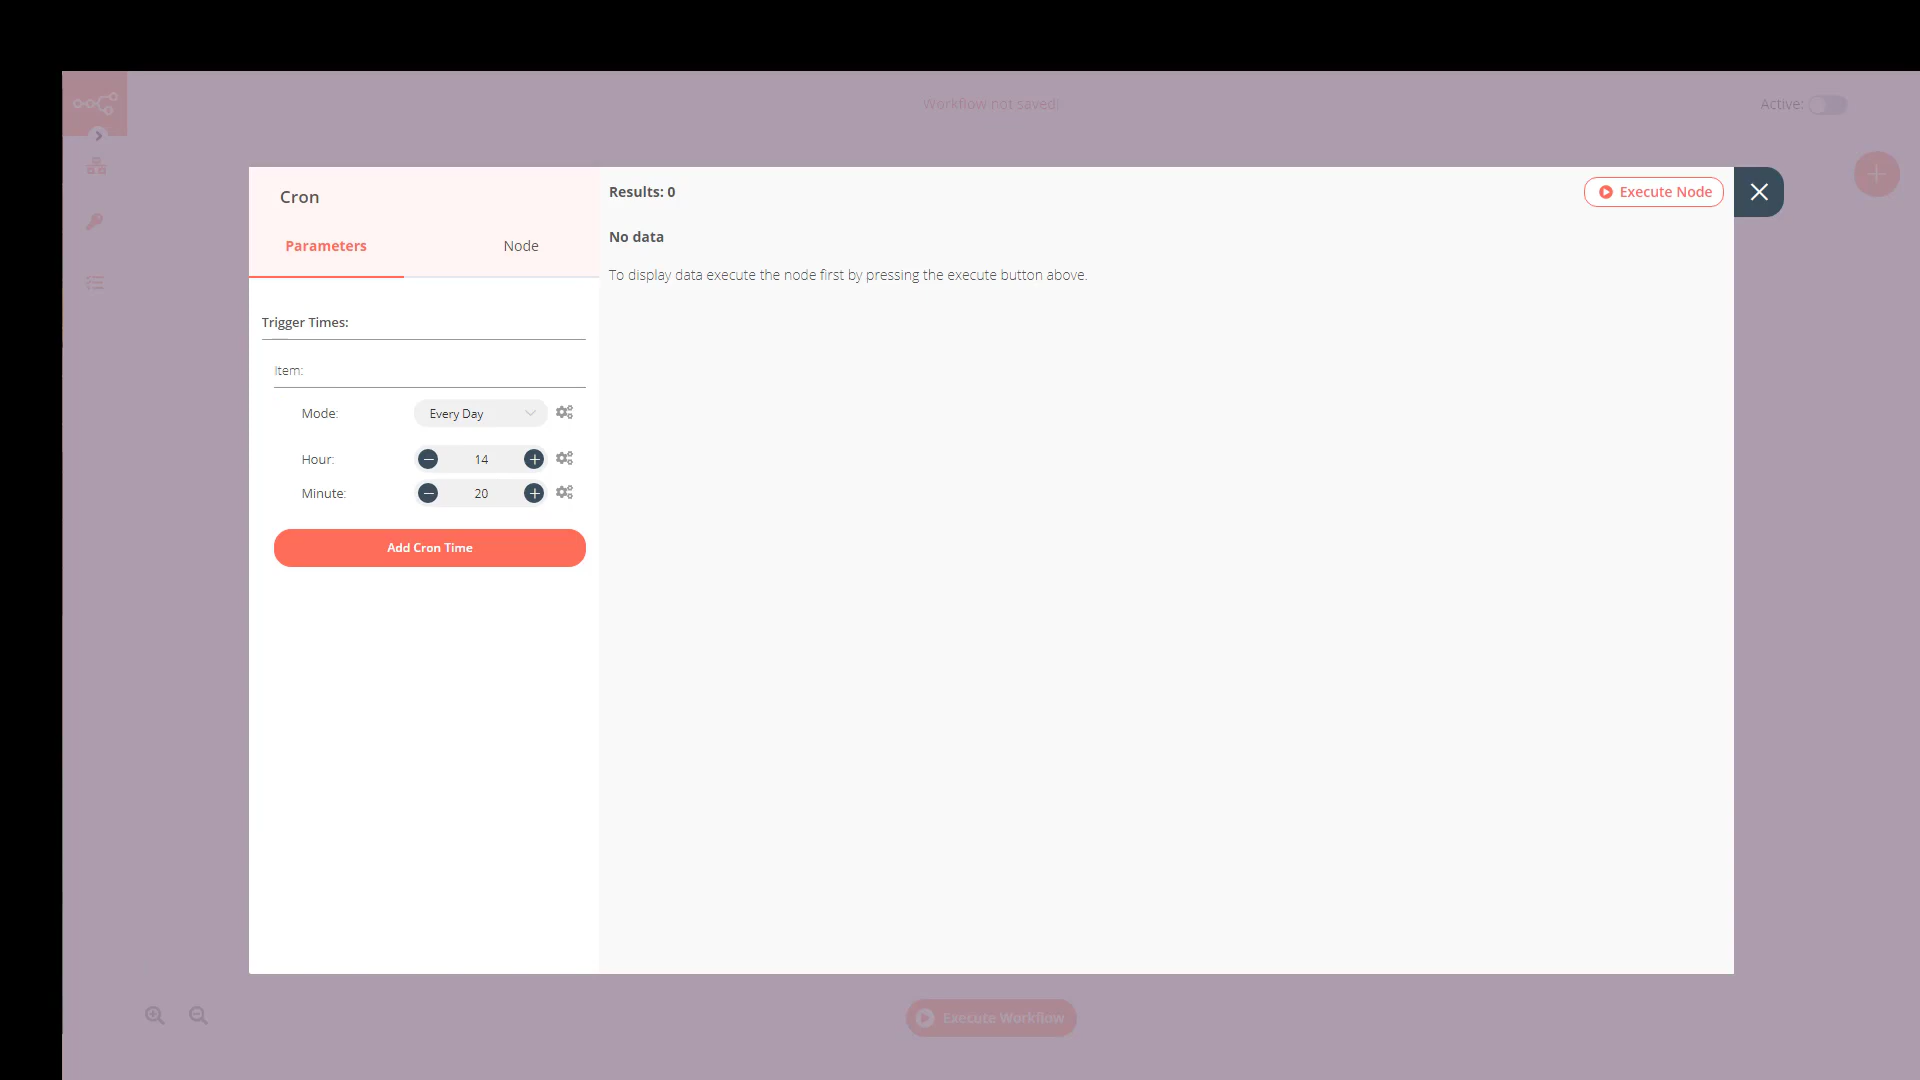 Workflow not saved!
Active:
Cron
Parameters
Node
Results: 0
Execute Node
No data
To display data execute the node first by pressing the execute button above.
Trigger Times:
Item:
Mode:
Every Day
Hour:
14
Minute:
20
Add Cron Time
Execute Workflow